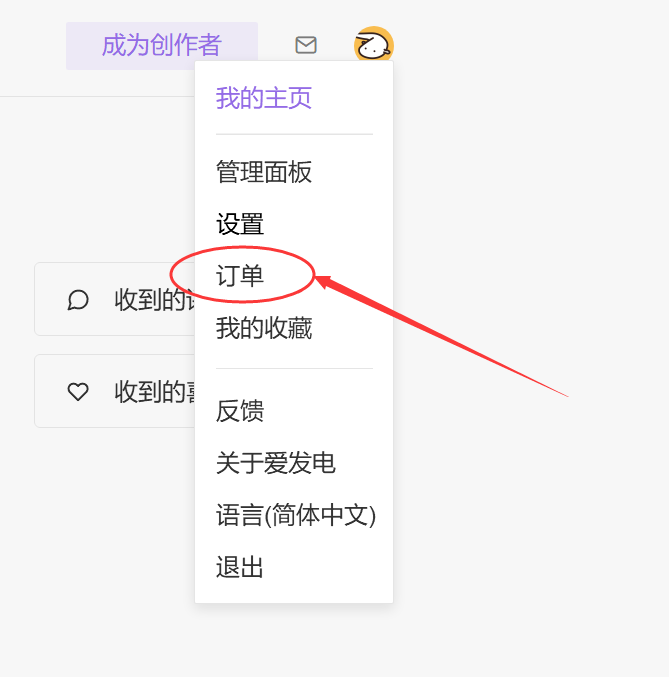 成为创作者
我的主页
管理面板
设置
订单
收到的
我的收藏
收到的
反馈
关于爱发电
语言(简体中文)
退出